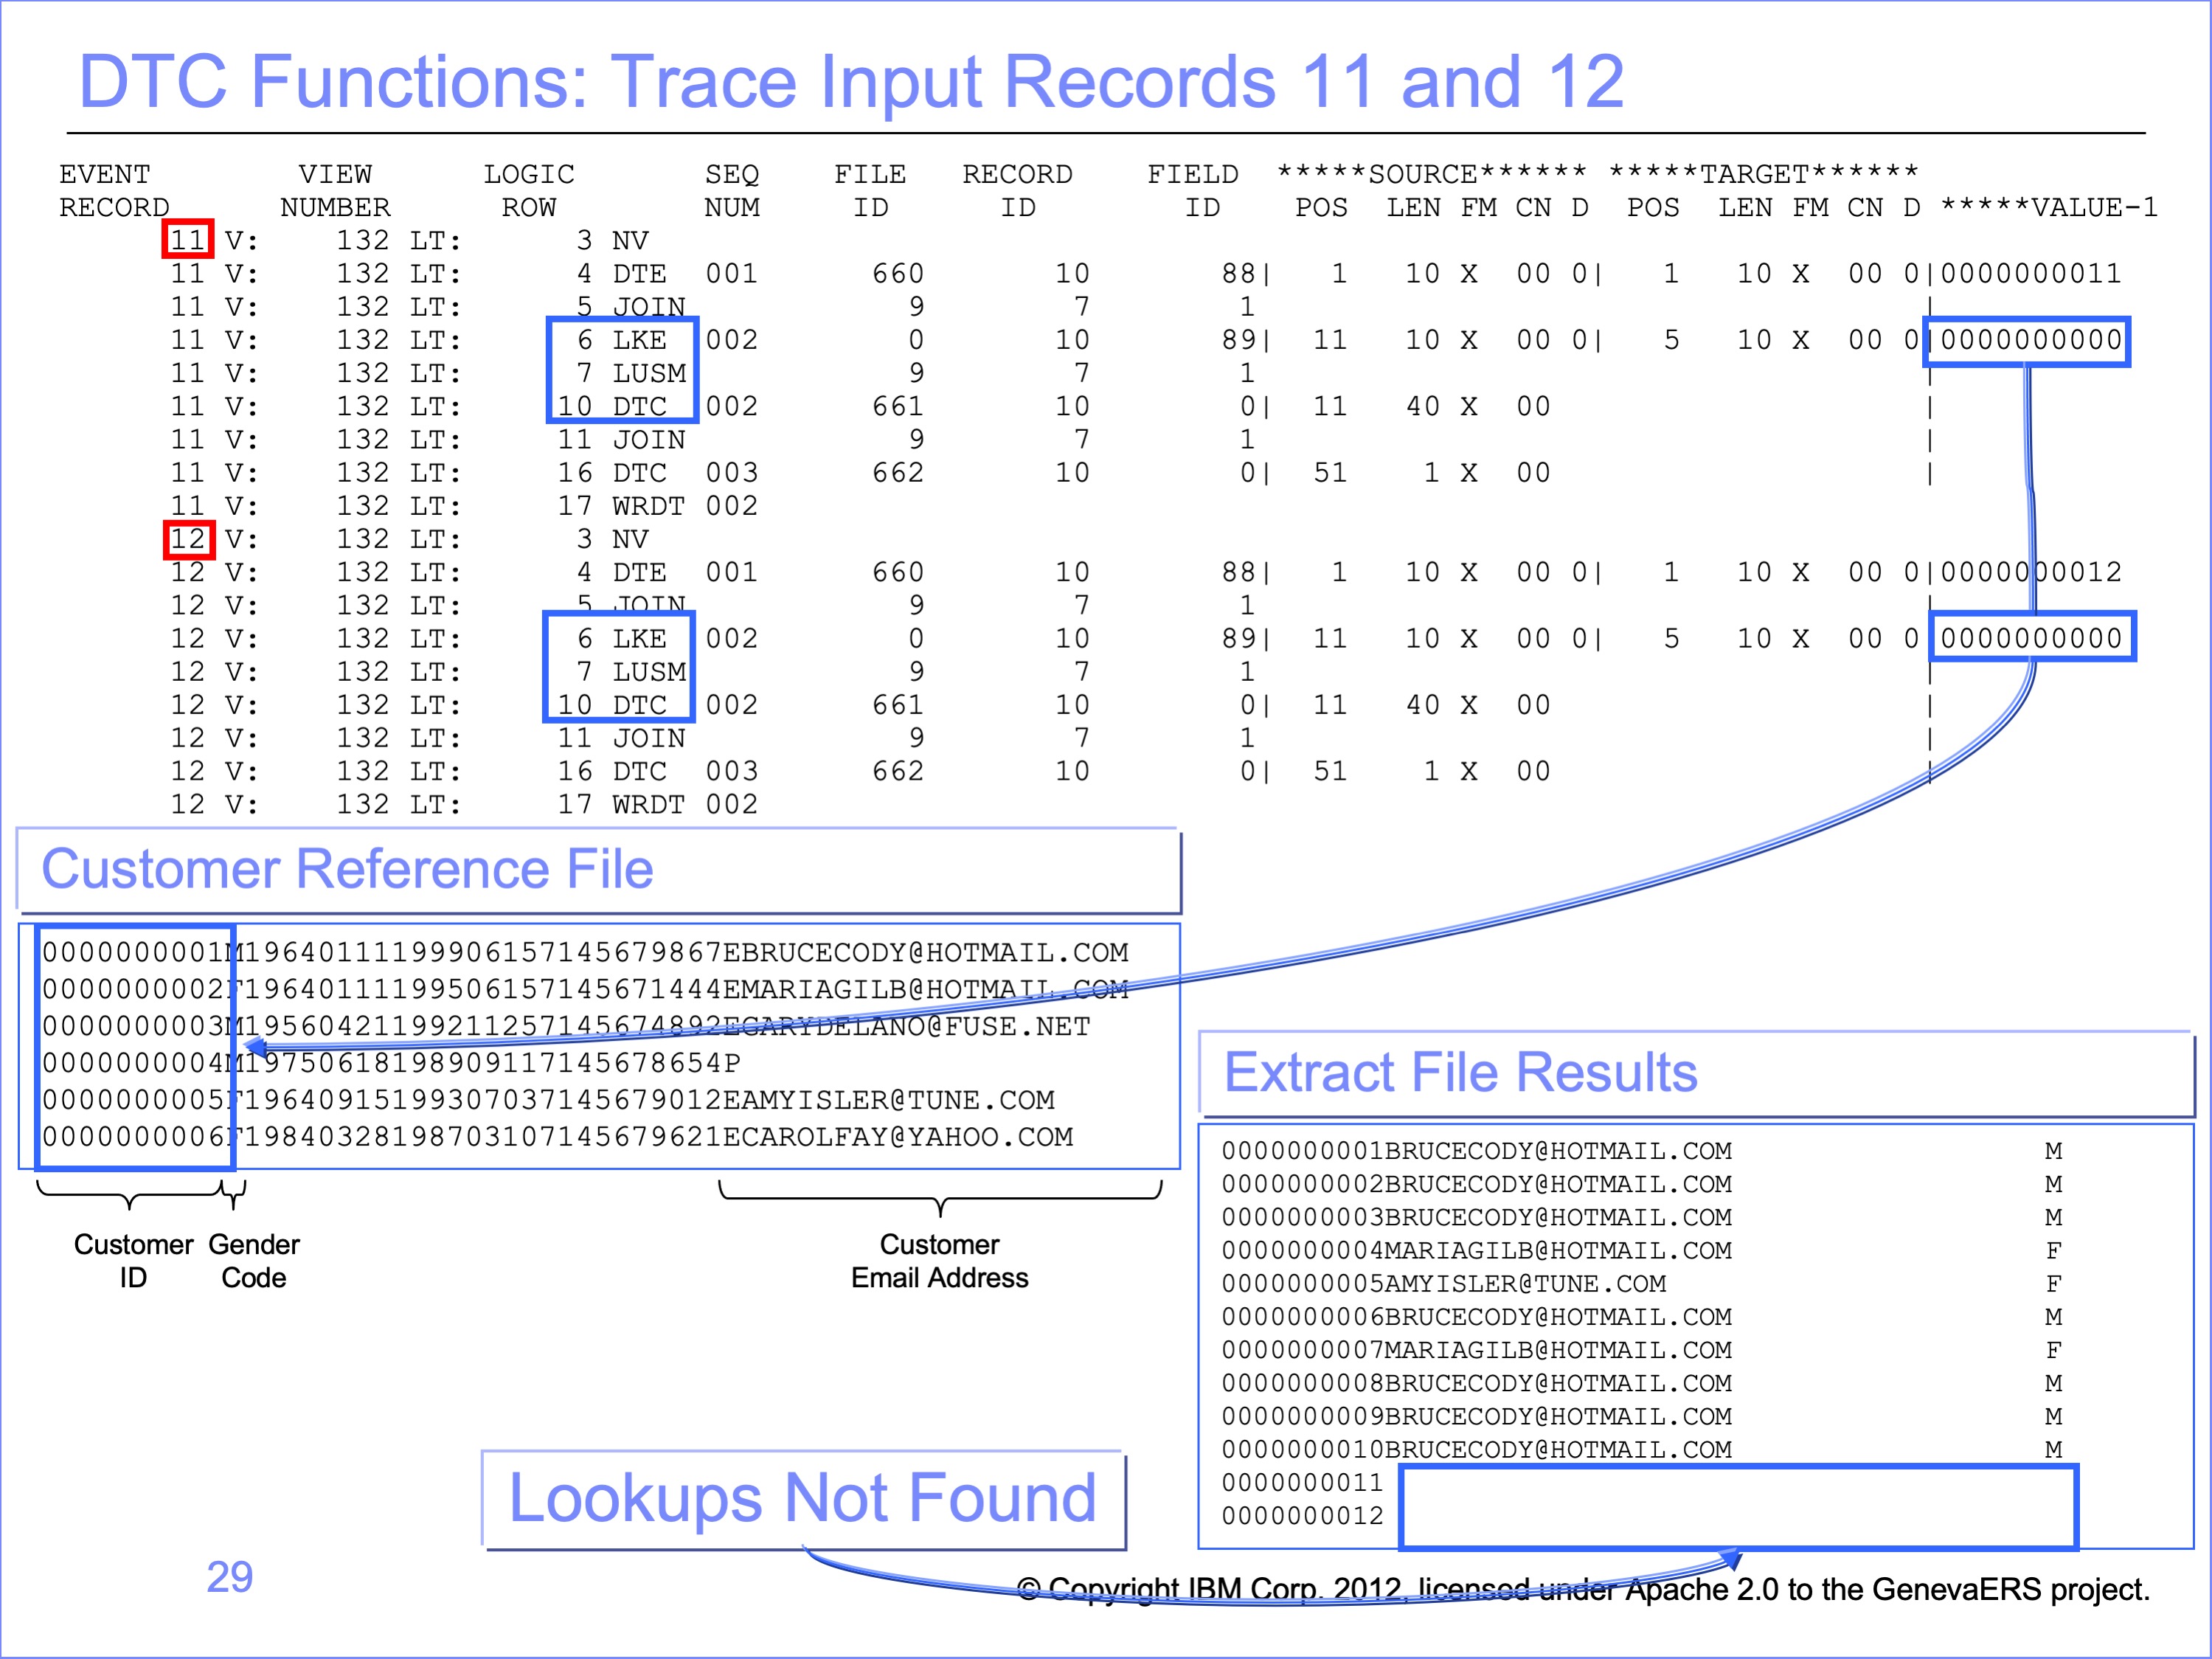 DTC Functions: Trace Input Records 11 and 12
EVENT VIEW LOGIC SEQ FILE RECORD FIELD *****SOURCE****** *****TARGET******
RECORD NUMBER ROW NUM ID ID ID POS LEN FM CN D POS LEN FM CN D *****VALUE-1
11 V: 132 LT: 3 NV
11 V: 132 LT: 4 DTE 001 660 10 88| 1 10 X 00 0| 1 10 X 00 0|0000000011
11 V: 132 LT: 5 JOIN 9 7 1 |
11 V: 132 LT: 6 LKE 002 0 10 89| 11 10 X 00 0| 5 10 X 00 0|0000000000
11 V: 132 LT: 7 LUSM 9 7 1 |
11 V: 132 LT: 10 DTC 002 661 10 0| 11 40 X 00 |
11 V: 132 LT: 11 JOIN 9 7 1 |
11 V: 132 LT: 16 DTC 003 662 10 0| 51 1 X 00 |
11 V: 132 LT: 17 WRDT 002
12 V: 132 LT: 3 NV
12 V: 132 LT: 4 DTE 001 660 10 88| 1 10 X 00 0| 1 10 X 00 0|0000000012
12 V: 132 LT: 5 JOIN 9 7 1
12 V: 132 LT: 6 LKE 002 0 10 89| 11 10 X 00 0| 5 10 X 00 0|0000000000
12 V: 132 LT: 7 LUSM 9 7 1 |
12 V: 132 LT: 10 DTC 002 661 10 0| 11 40 X 00 |
12 V: 132 LT: 11 JOIN 9 7 1 |
12 V: 132 LT: 16 DTC 003 662 10 0| 51 1 X 00 |
12 V: 132 LT: 17 WRDT 002
Customer Reference File
0000000001M19640111199906157145679867EBRUCECODY@HOTMAIL.COM
0000000002F19640111199506157145671444EMARIAGILB@HOTMAIL.COM
0000000003M19560421199211257145674892EGARYDELANO@FUSE.NET
0000000004M19750618198909117145678654P
0000000005F19640915199307037145679012EAMYISLER@TUNE.COM
0000000006F19840328198703107145679621ECAROLFAY@YAHOO.COM
Customer ID
Gender Code
Customer Email Address
Extract File Results
0000000001BRUCECODY@HOTMAIL.COM M
0000000002BRUCECODY@HOTMAIL.COM M
0000000003BRUCECODY@HOTMAIL.COM M
0000000004MARIAGILB@HOTMAIL.COM F
0000000005AMYISLER@TUNE.COM F
0000000006BRUCECODY@HOTMAIL.COM M
0000000007MARIAGILB@HOTMAIL.COM F
0000000008BRUCECODY@HOTMAIL.COM M
0000000009BRUCECODY@HOTMAIL.COM M
0000000010BRUCECODY@HOTMAIL.COM M
0000000011
0000000012
Lookups Not Found
29
© Copyright IBM Corp. 2012, licensed under Apache 2.0 to the GenevaERS project.